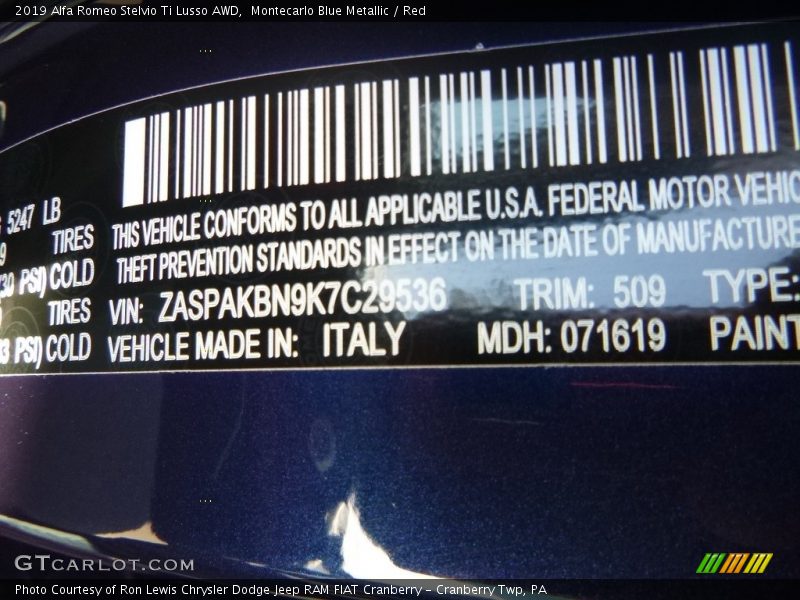 2019 Alfa Romeo Stelvio Ti Lusso AWD, Montecarlo Blue Metallic / Red
5247 LB
TIRES
PSI) COLD
TIRES
PSI) COLD
THIS VEHICLE CONFORMS TO ALL APPLICABLE U.S.A. FEDERAL MOTOR VEHIC
THEFT PREVENTION STANDARDS IN EFFECT ON THE DATE OF MANUFACTURE
VIN: ZASPAKBN9K7C29536 TRIM: 509 TYPE:
VEHICLE MADE IN: ITALY MDH: 071619 PAINT
GTCARLOT.COM
Photo Courtesy of Ron Lewis Chrysler Dodge Jeep RAM FIAT Cranberry - Cranberry Twp, PA